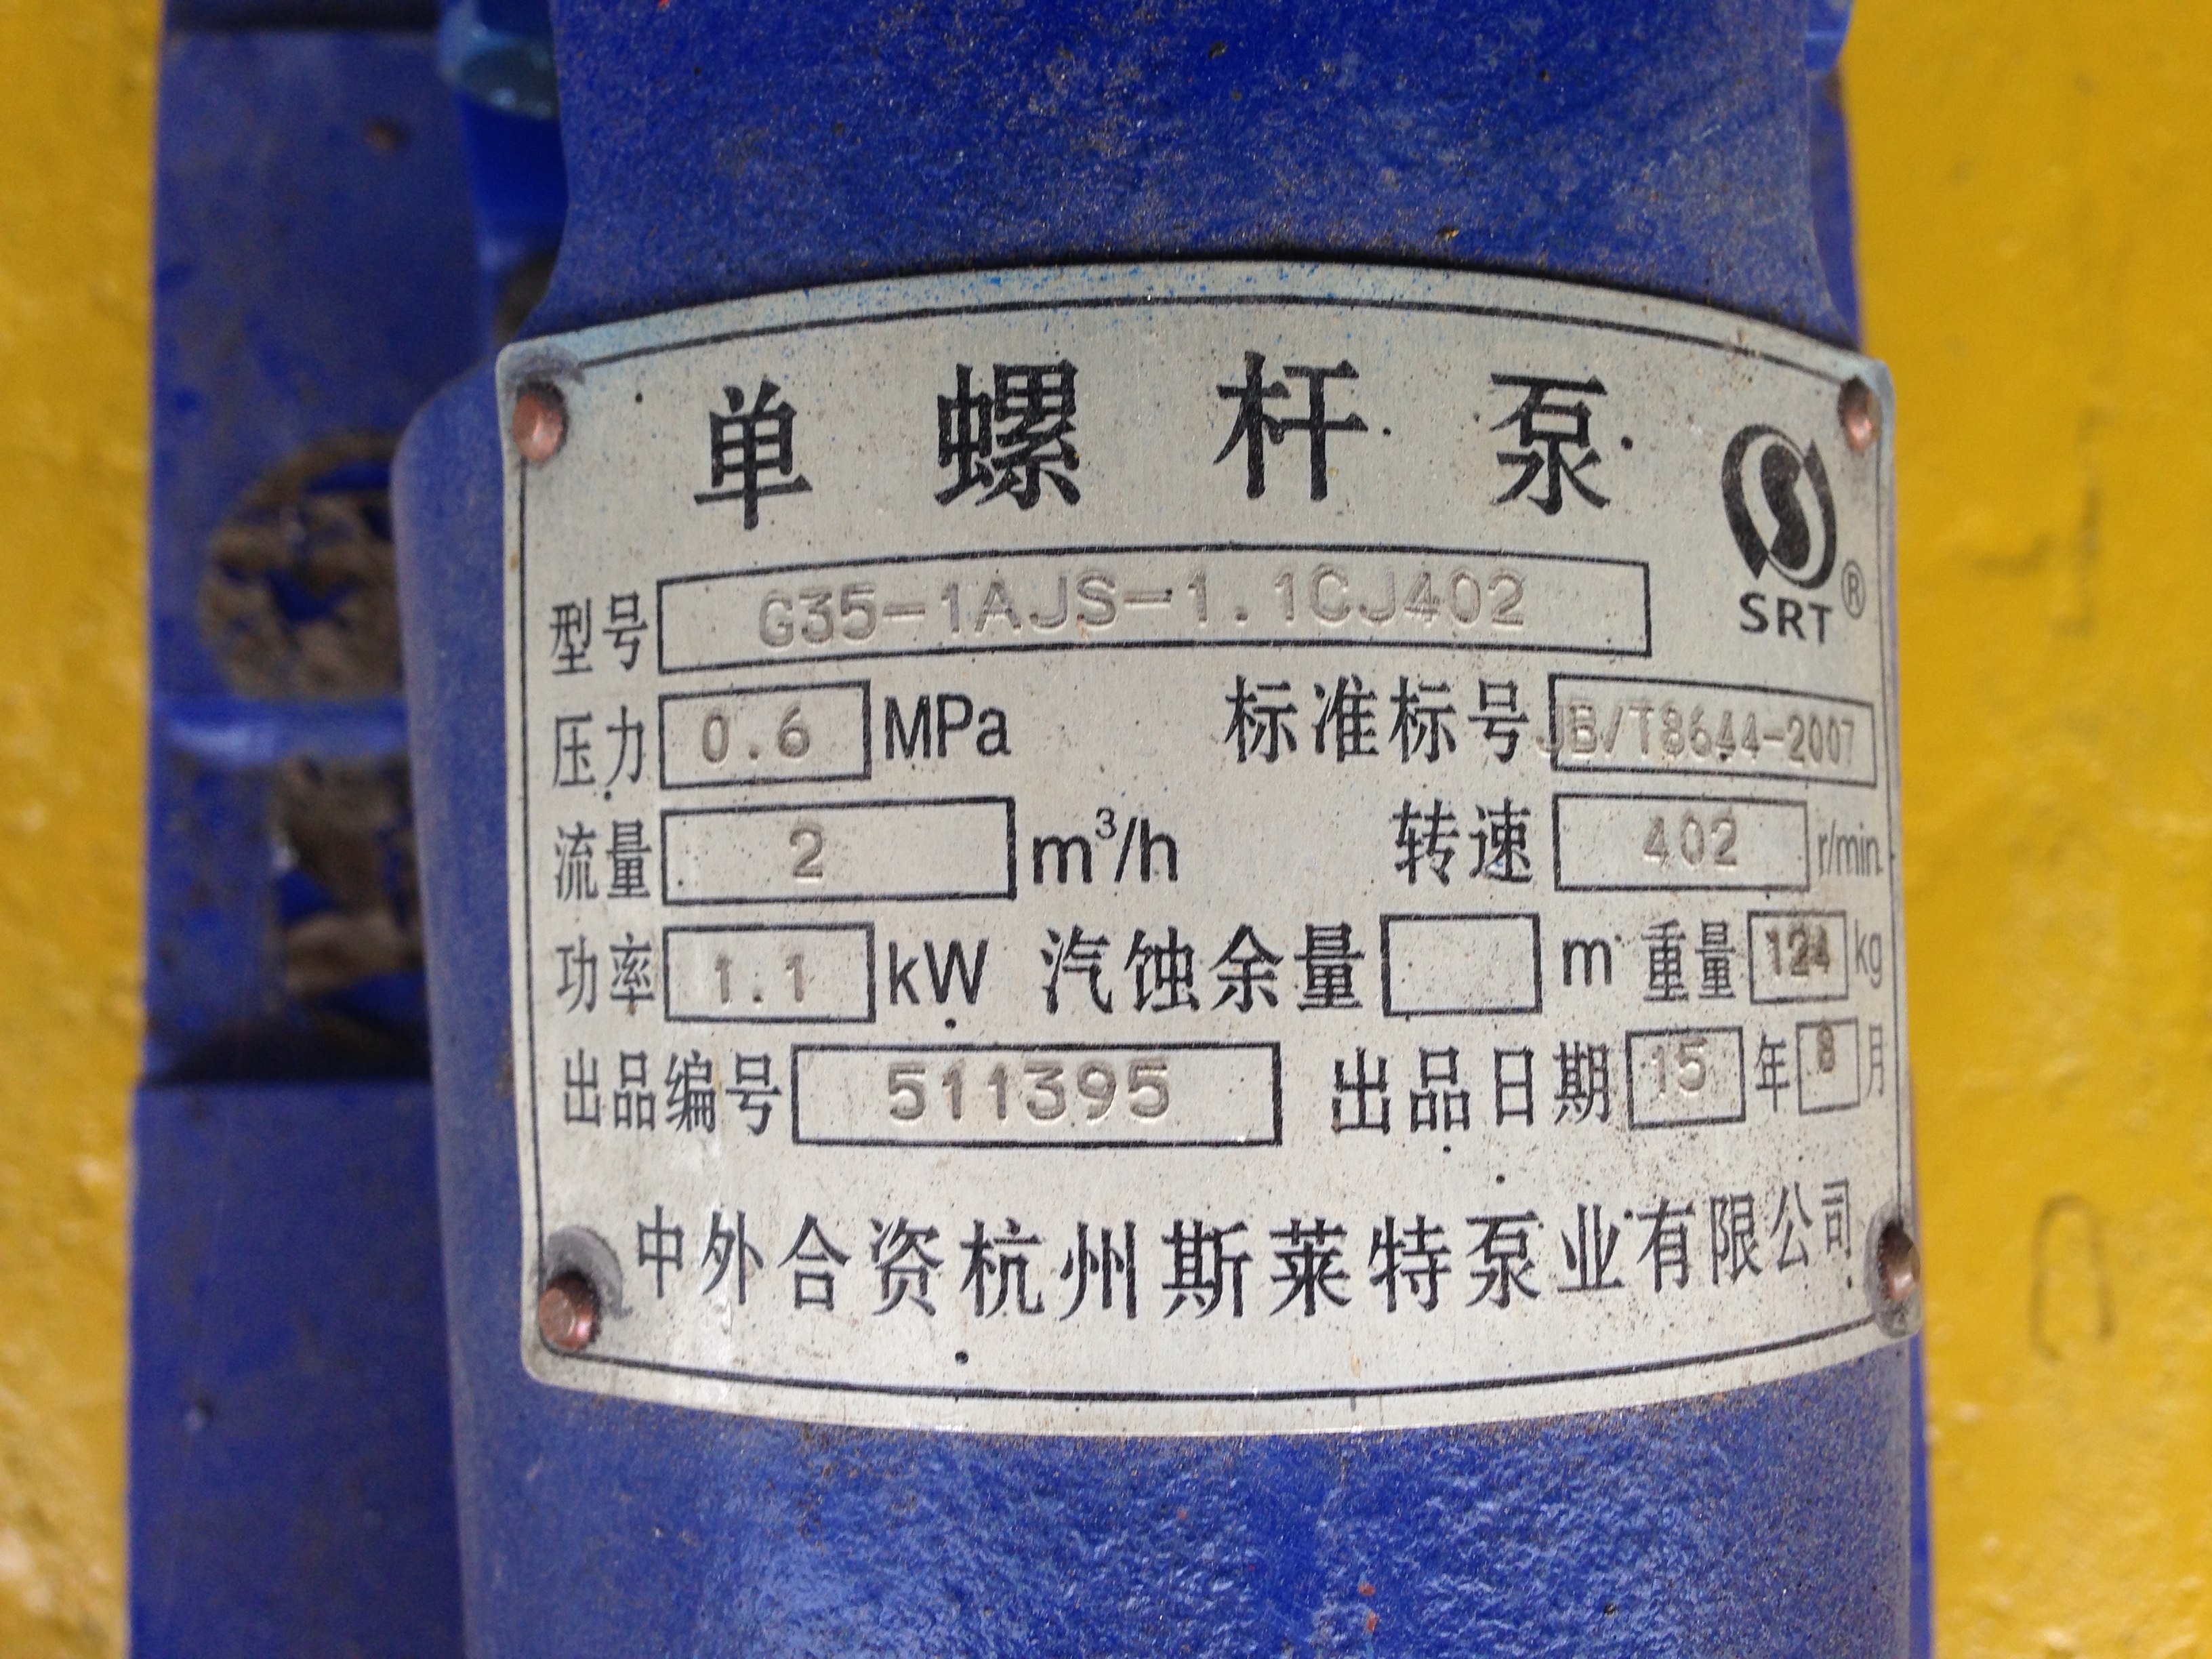 单螺杆泵
SRT®
型号 G35-1AJS-1.1CJ402
压力 0.6 MPa 标准标号 JB/T8644-2007
流量 2 m³/h 转速 402 r/min
功率 1.1 kW 汽蚀余量 m 重量 124 kg
出品编号 511395 出品日期 15 年 8 月
中外合资杭州斯莱特泵业有限公司